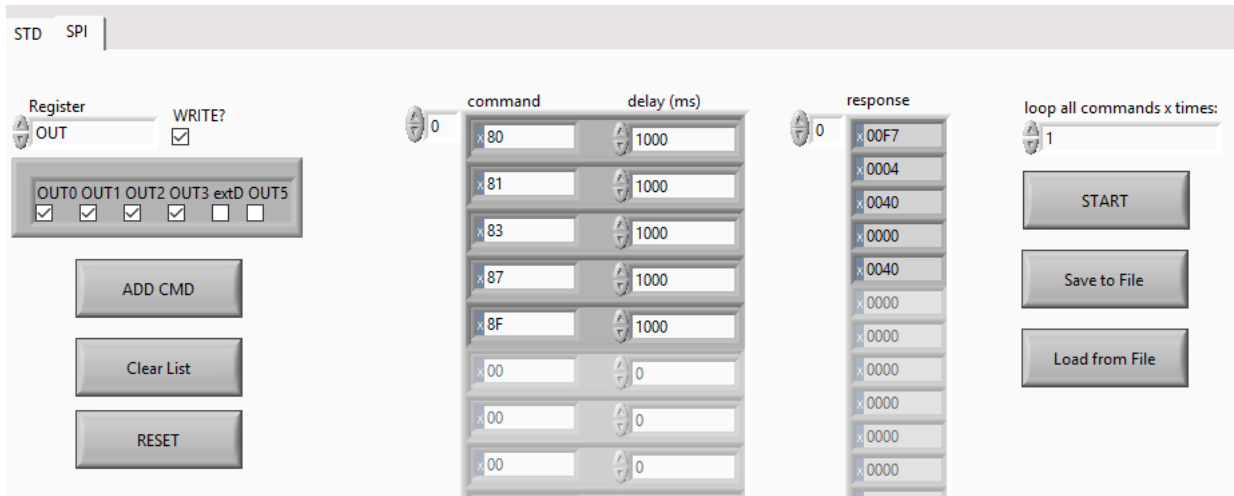 STD SPI
Register WRITE?
OUT
OUT0 OUT1 OUT2 OUT3 extD OUT5
ADD CMD
Clear List
RESET
command delay (ms)
0 x 80 1000
x 81 1000
x 83 1000
x 87 1000
x 8F 1000
x 00 0
x 00 0
x 00 0
response
0 x 00F7
x 0004
x 0040
x 0000
x 0040
x 0000
x 0000
x 0000
x 0000
x 0000
x 0000
loop all commands x times:
1
START
Save to File
Load from File